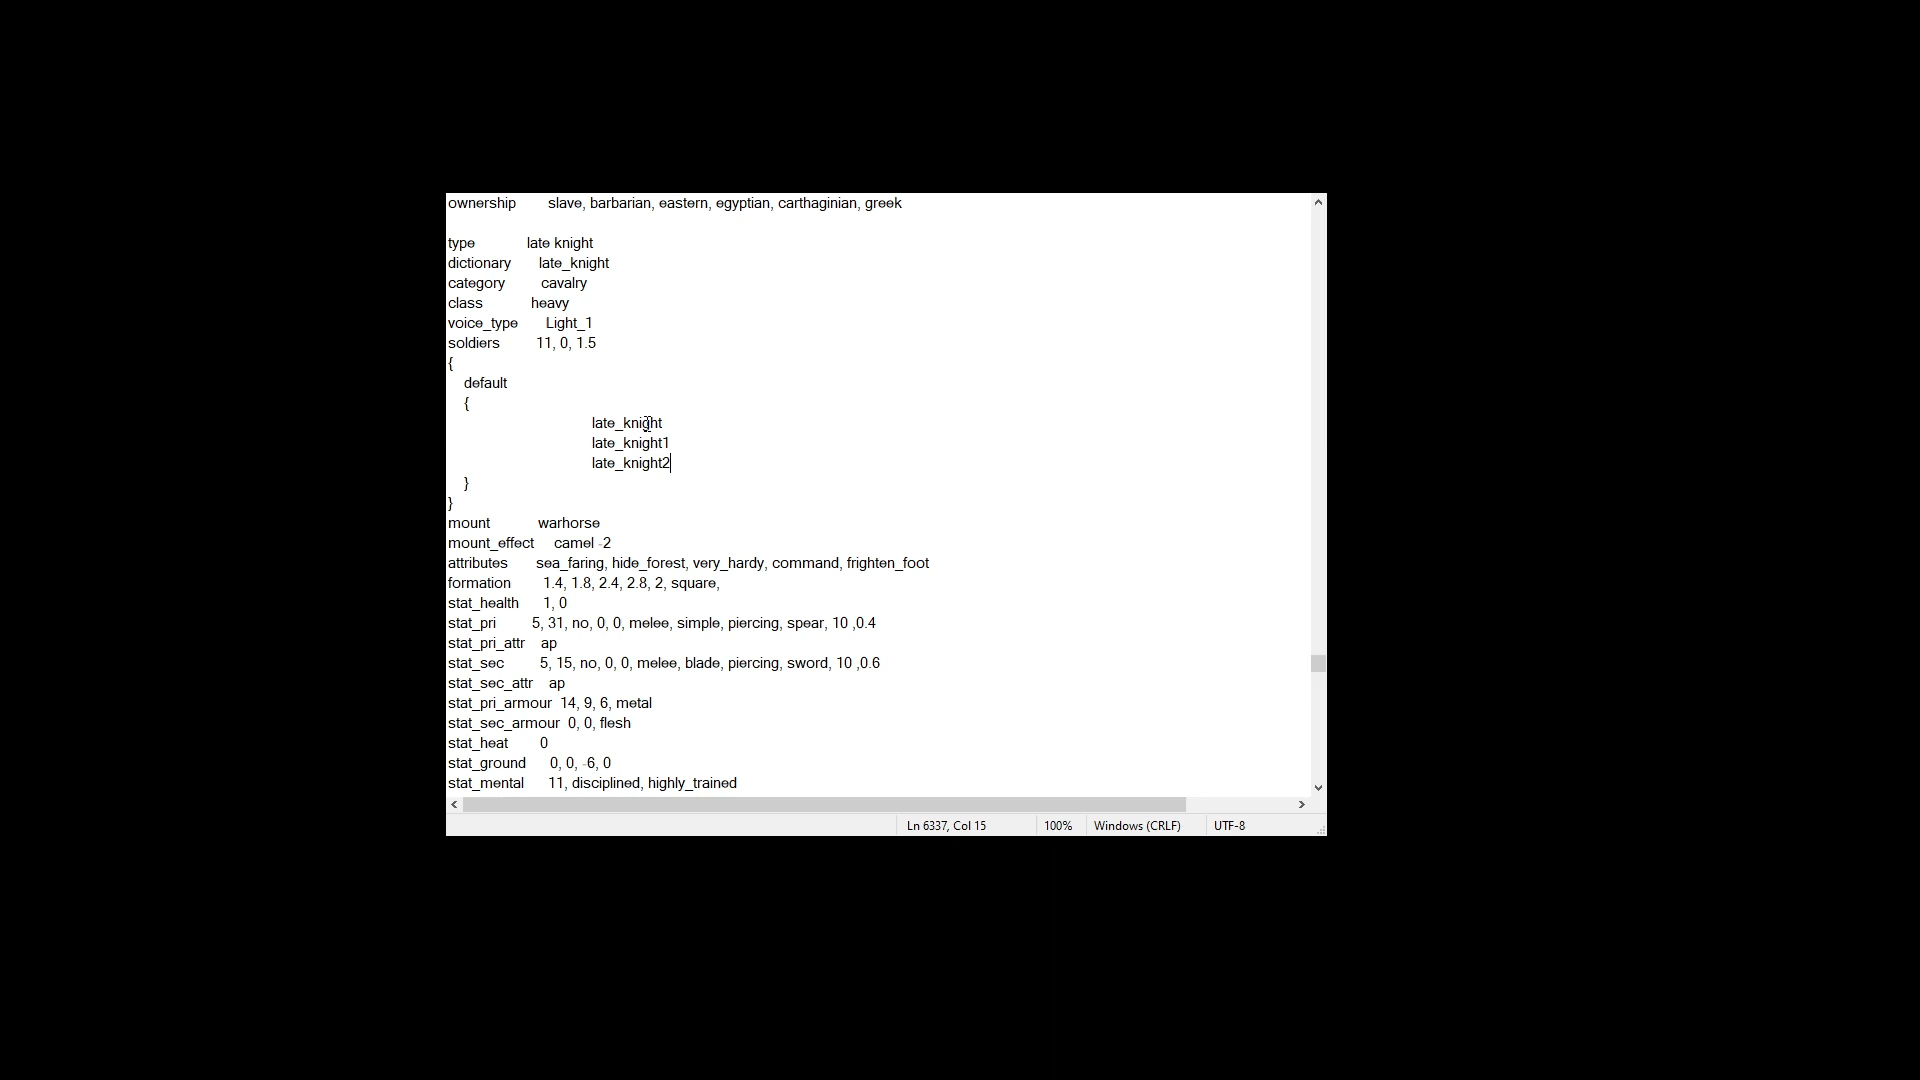 ownership slave, barbarian, eastern, egyptian, carthaginian, greek
type late knight
dictionary late_knight
category cavalry
class heavy
voice_type Light_1
soldiers 11, 0, 1.5
{
default
{
late_knight
late_knight1
late_knight2
}
}
mount warhorse
mount_effect camel -2
attributes sea_faring, hide_forest, very_hardy, command, frighten_foot
formation 1.4, 1.8, 2.4, 2.8, 2, square,
stat_health 1, 0
stat_pri 5, 31, no, 0, 0, melee, simple, piercing, spear, 10 ,0.4
stat_pri_attr ap
stat_sec 5, 15, no, 0, 0, melee, blade, piercing, sword, 10 ,0.6
stat_sec_attr ap
stat_pri_armour 14, 9, 6, metal
stat_sec_armour 0, 0, flesh
stat_heat 0
stat_ground 0, 0, -6, 0
stat_mental 11, disciplined, highly_trained
Ln 6337, Col 15 100% Windows (CRLF) UTF-8